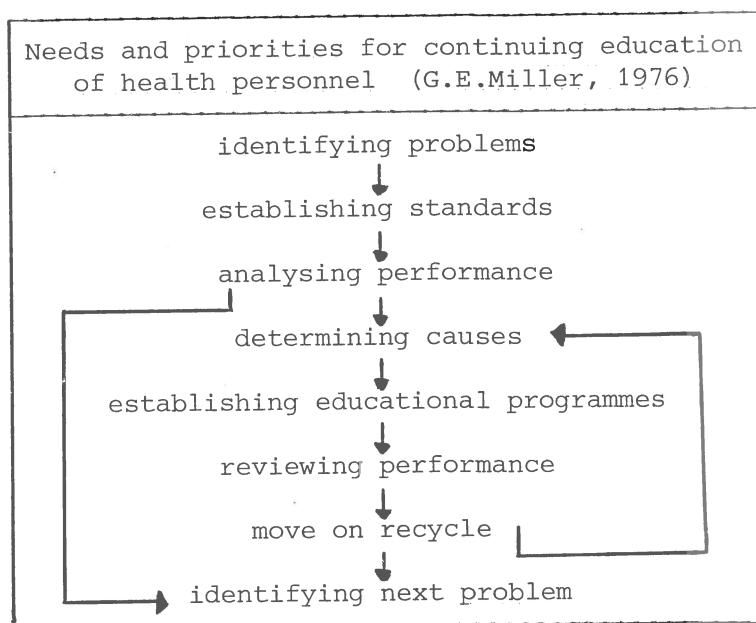 Needs and priorities for continuing education
of health personnel (G.E.Miller, 1976)
identifying problems
establishing standards
analysing performance
determining causes
establishing educational programmes
reviewing performance
move on recycle
identifying next problem